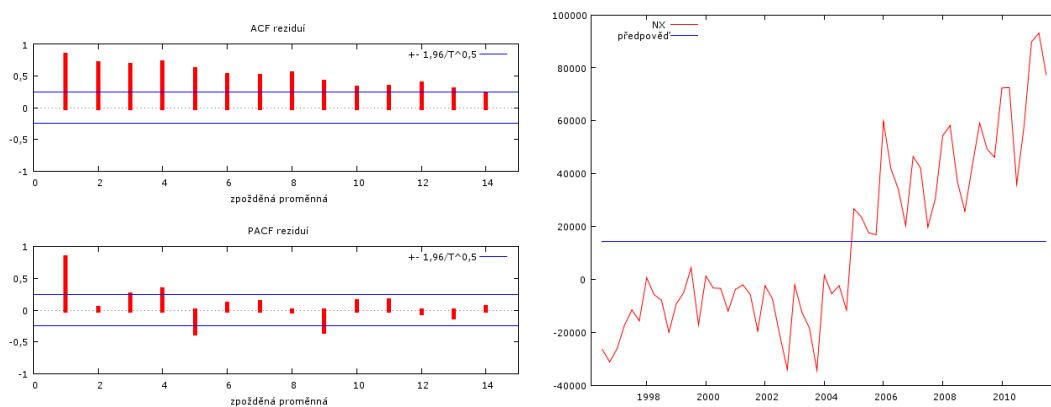 ACF reziduí
+- 1,96/T^0,5
1
0,5
0
-0,5
-1
0 2 4 6 8 10 12 14
zpožděná proměnná
PACF reziduí
+- 1,96/T^0,5
1
0,5
0
-0,5
-1
0 2 4 6 8 10 12 14
zpožděná proměnná
NX
předpověď
100000
80000
60000
40000
20000
0
-20000
-40000
1998 2000 2002 2004 2006 2008 2010